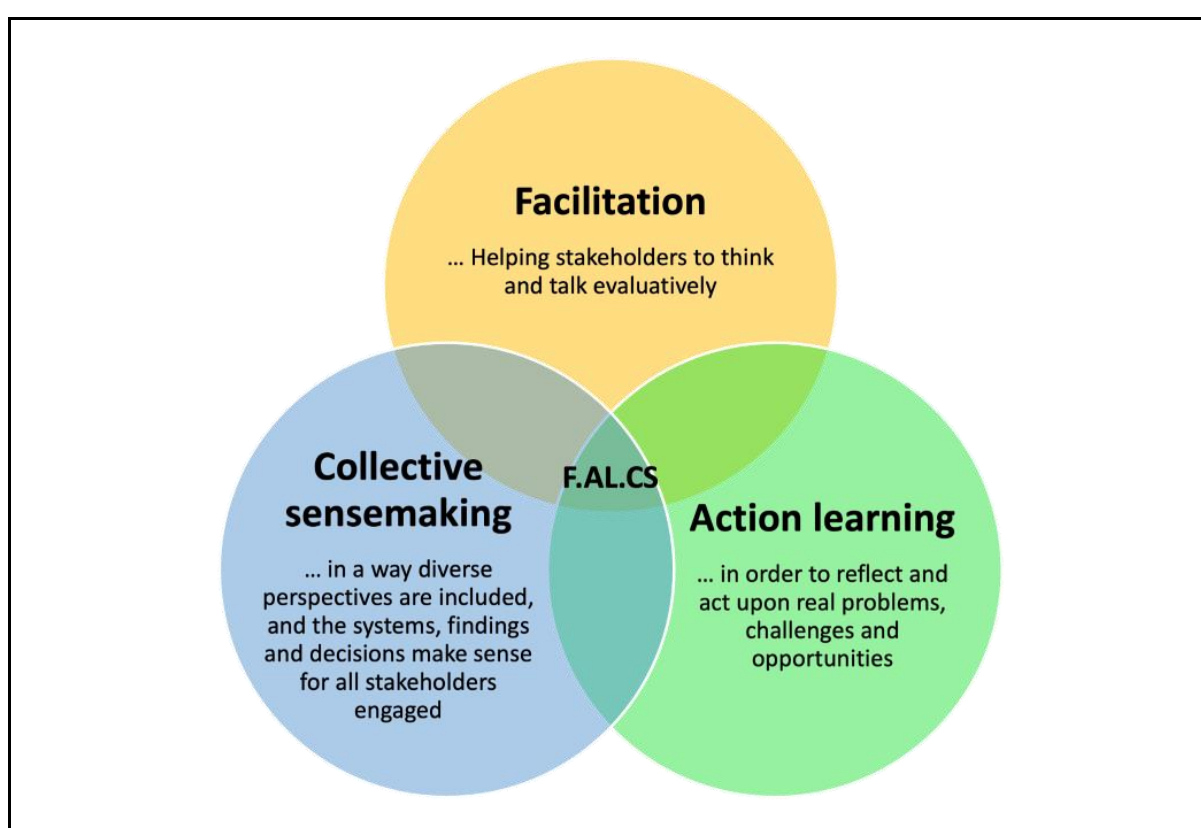 Facilitation
... Helping stakeholders to think
and talk evaluatively
Collective
sensemaking
... in a way diverse
perspectives are included,
and the systems, findings
and decisions make sense
for all stakeholders
engaged
F.AL.CS
Action learning
... in order to reflect and
act upon real problems,
challenges and
opportunities